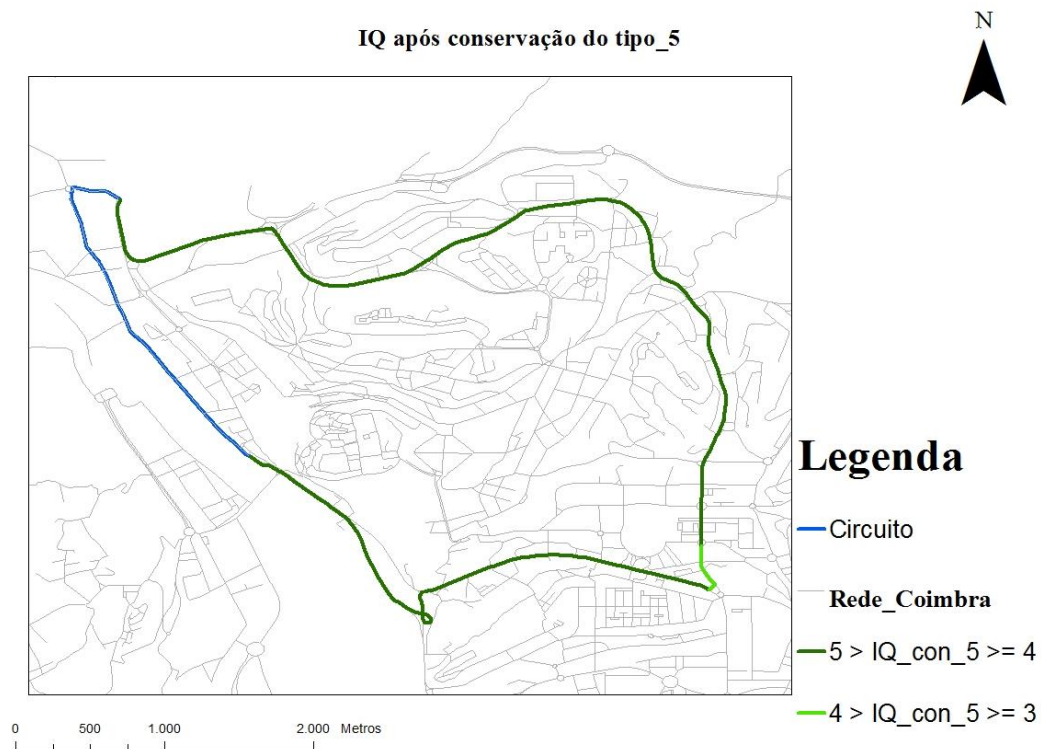 IQ após conservação do tipo_5
N
Legenda
Circuito
Rede_Coimbra
5 > IQ_con_5 >= 4
4 > IQ_con_5 >= 3
0 500 1.000 2.000 Metros